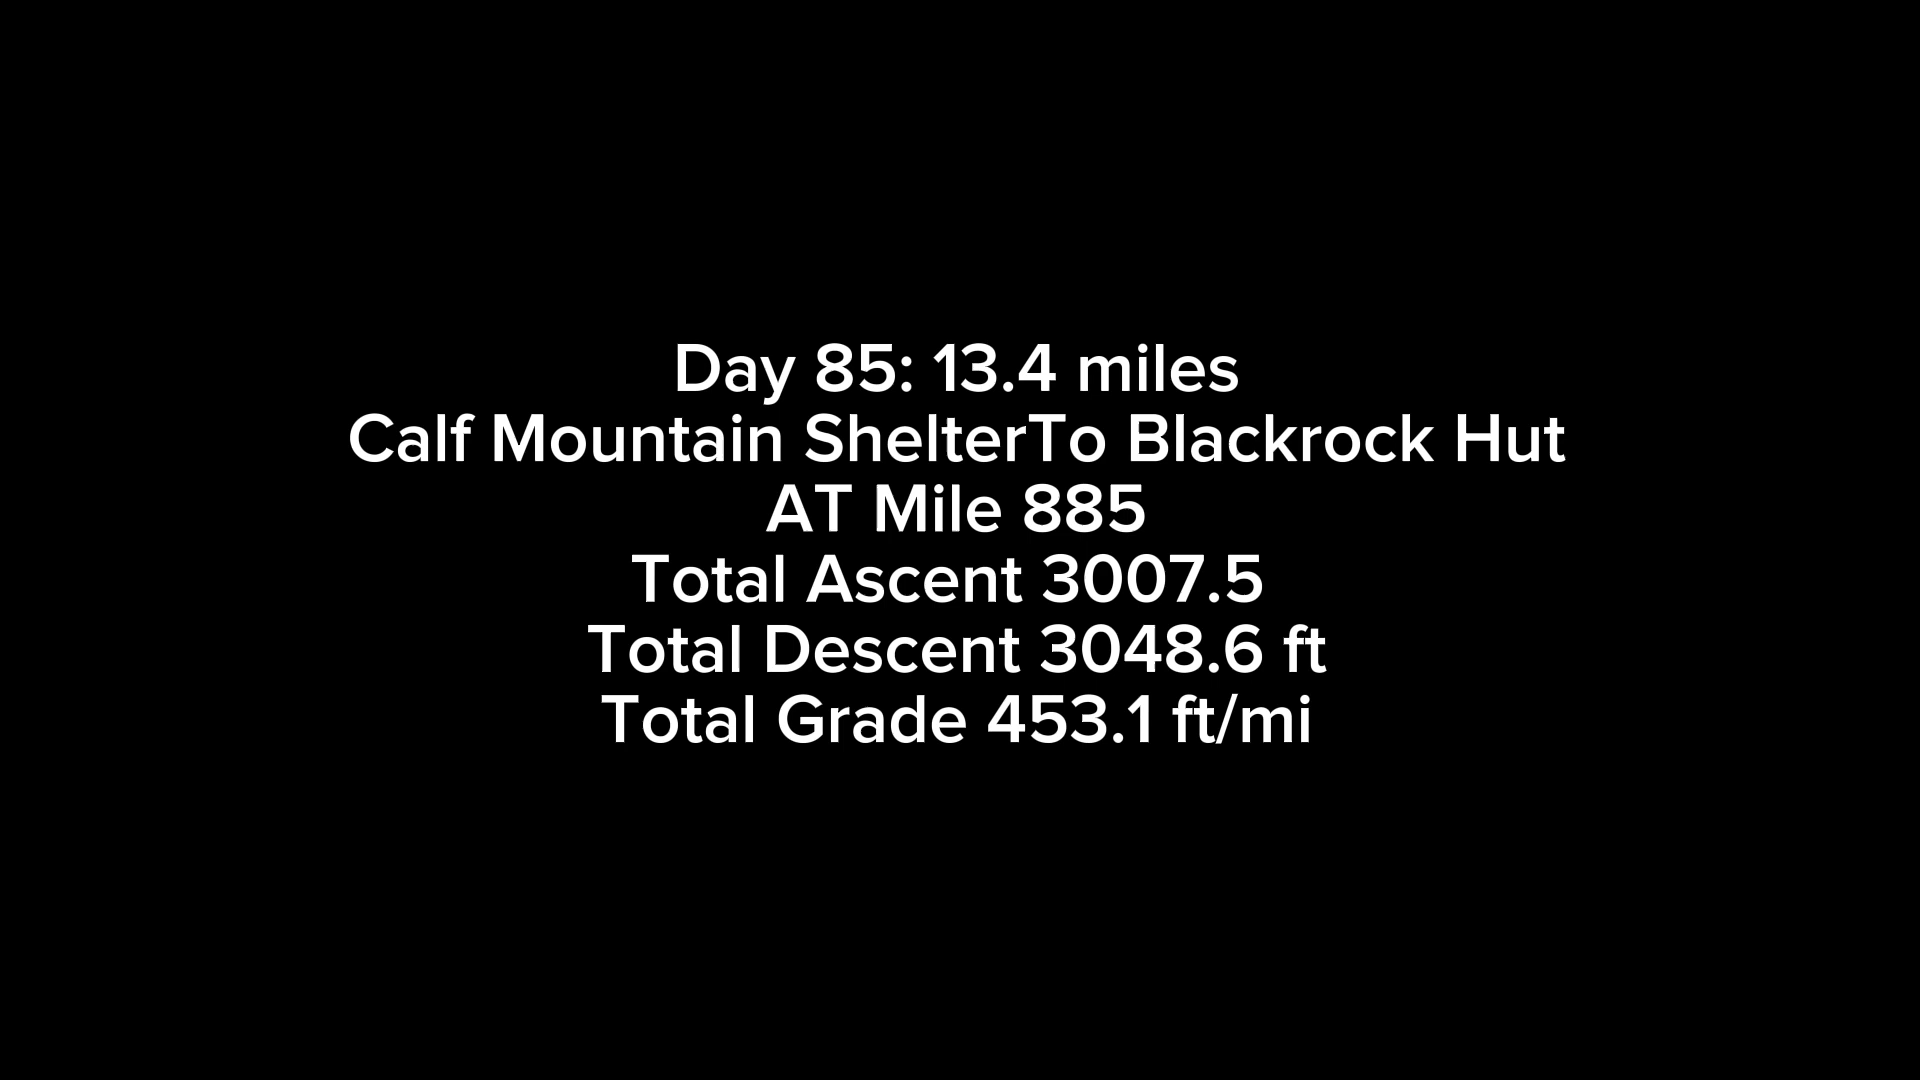 Day 85: 13.4 miles
Calf Mountain ShelterTo Blackrock Hut
AT Mile 885
Total Ascent 3007.5
Total Descent 3048.6 ft
Total Grade 453.1 ft/mi